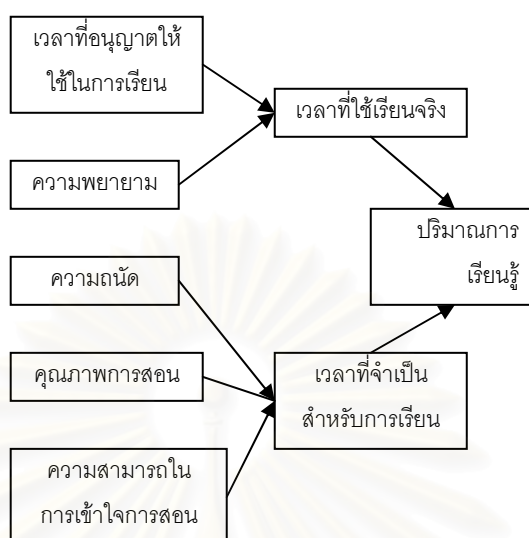 เวลาที่อนุญาตให้
ใช้ในการเรียน
เวลาที่ใช้เรียนจริง
ความพยายาม
ปริมาณการ
เรียนรู้
ความถนัด
คุณภาพการสอน
เวลาที่จำเป็น
สำหรับการเรียน
ความสามารถใน
การเข้าใจการสอน